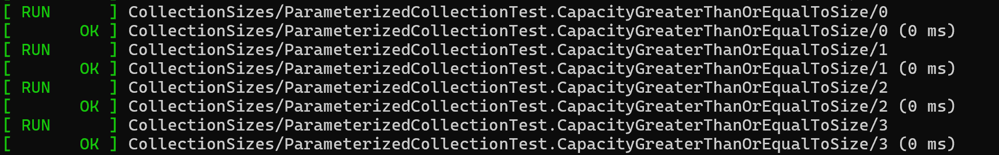 [ RUN      ] CollectionSizes/ParameterizedCollectionTest.CapacityGreaterThanOrEqualToSize/0
[       OK ] CollectionSizes/ParameterizedCollectionTest.CapacityGreaterThanOrEqualToSize/0 (0 ms)
[ RUN      ] CollectionSizes/ParameterizedCollectionTest.CapacityGreaterThanOrEqualToSize/1
[       OK ] CollectionSizes/ParameterizedCollectionTest.CapacityGreaterThanOrEqualToSize/1 (0 ms)
[ RUN      ] CollectionSizes/ParameterizedCollectionTest.CapacityGreaterThanOrEqualToSize/2
[       OK ] CollectionSizes/ParameterizedCollectionTest.CapacityGreaterThanOrEqualToSize/2 (0 ms)
[ RUN      ] CollectionSizes/ParameterizedCollectionTest.CapacityGreaterThanOrEqualToSize/3
[       OK ] CollectionSizes/ParameterizedCollectionTest.CapacityGreaterThanOrEqualToSize/3 (0 ms)